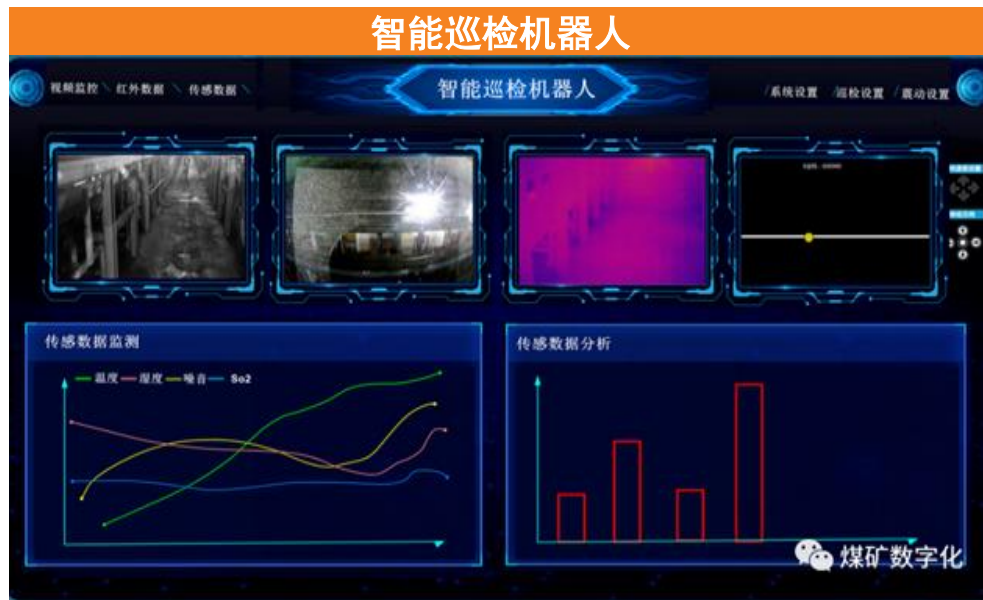 智能巡检机器人
视频监控 红外数据 传感数据
智能巡检机器人
系统设置 巡检设置 震动设置
传感数据监测
温度 湿度 噪音 So2
传感数据分析
煤矿数字化